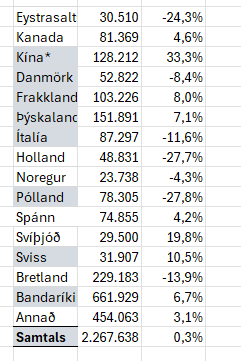 Eystrasalt 30.510 -24,3%
Kanada 81.369 4,6%
Kína* 128.212 33,3%
Danmörk 52.822 -8,4%
Frakkland 103.226 8,0%
Þýskaland 151.891 7,1%
Ítalía 87.297 -11,6%
Holland 48.831 -27,7%
Noregur 23.738 -4,3%
Pólland 78.305 -27,8%
Spánn 74.855 4,2%
Svíþjóð 29.500 19,8%
Sviss 31.907 10,5%
Bretland 229.183 -13,9%
Bandaríki 661.929 6,7%
Annað 454.063 3,1%
Samtals 2.267.638 0,3%